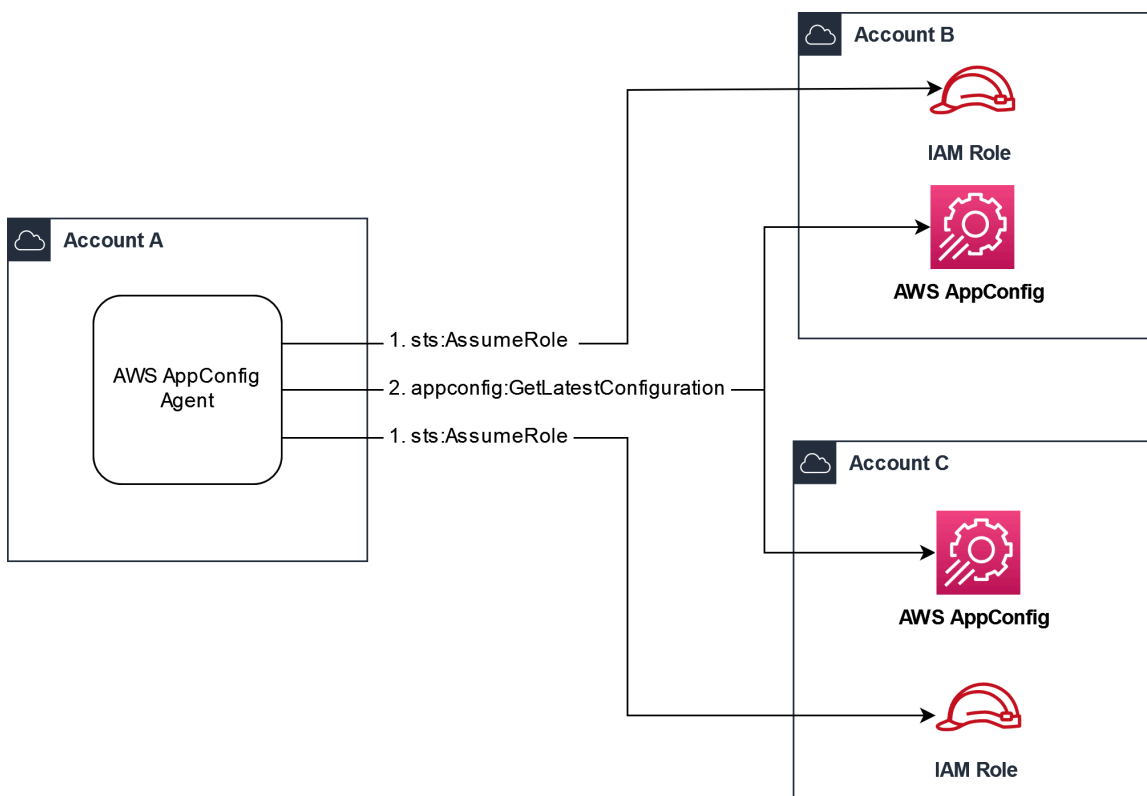 Account B
IAM Role
AWS AppConfig
Account A
AWS AppConfig
Agent
1. sts:AssumeRole
2. appconfig:GetLatestConfiguration
1. sts:AssumeRole
Account C
AWS AppConfig
IAM Role